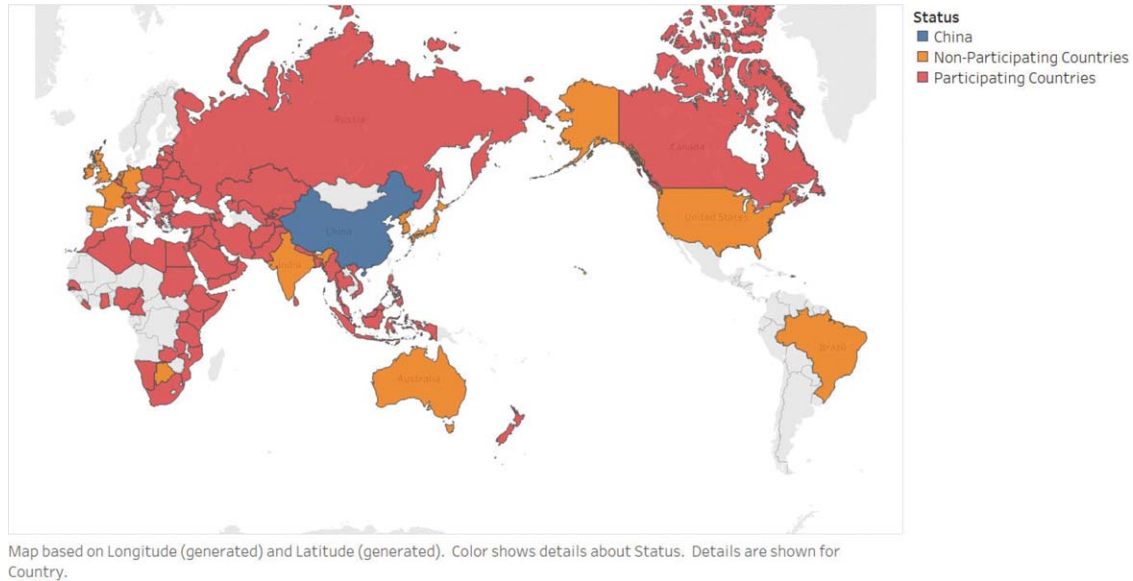 Status
China
Non-Participating Countries
Participating Countries
Russia
Canada
United States
China
India
Brazil
Australia
Map based on Longitude (generated) and Latitude (generated). Color shows details about Status. Details are shown for
Country.